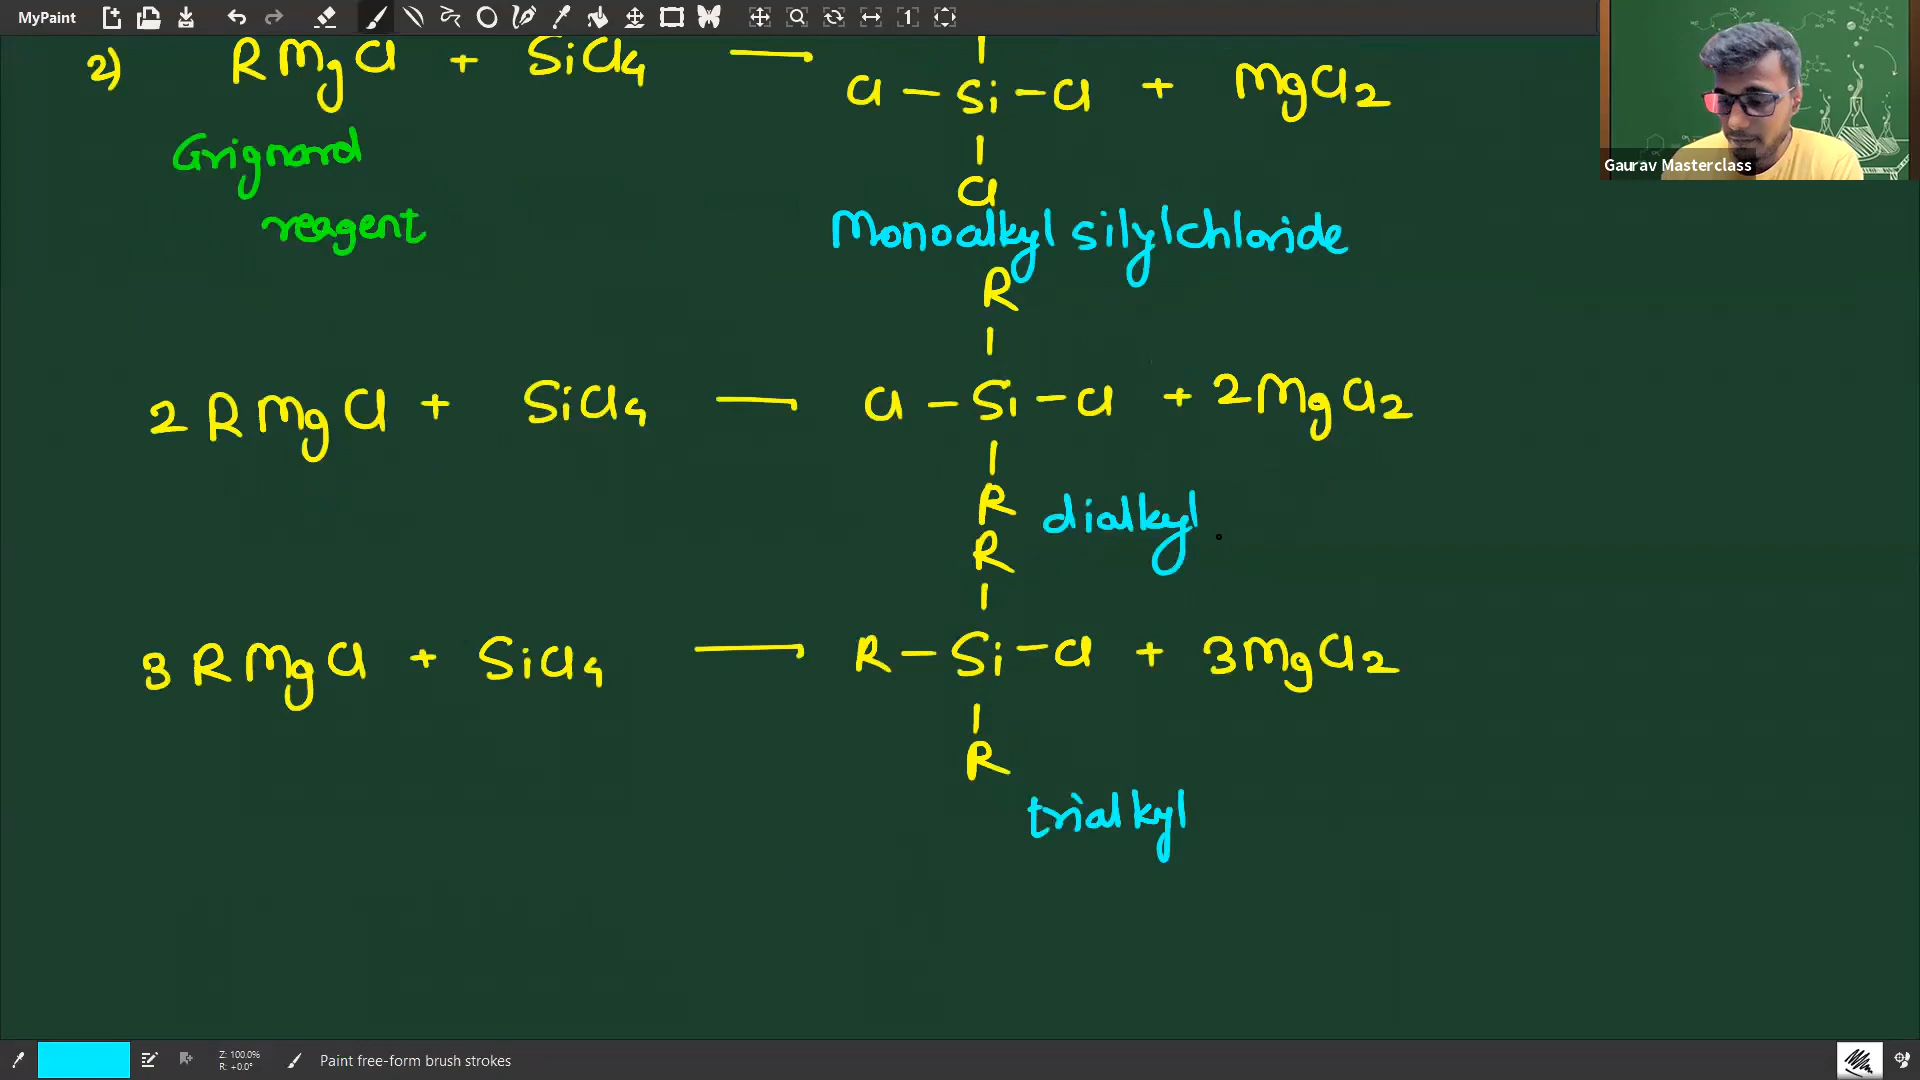 MyPaint
2) RMgCl + SiCl4 — Cl – Si – Cl + MgCl2
Cl
Grignard
reagent
Monoalkyl silylchloride
R
2 RMgCl + SiCl4 — Cl – Si – Cl + 2MgCl2
R
dialkyl
R
3 RMgCl + SiCl4 — R – Si – Cl + 3MgCl2
R
trialkyl
Gaurav Masterclass
Z: 100.0%
R: +0.0°
Paint free-form brush strokes